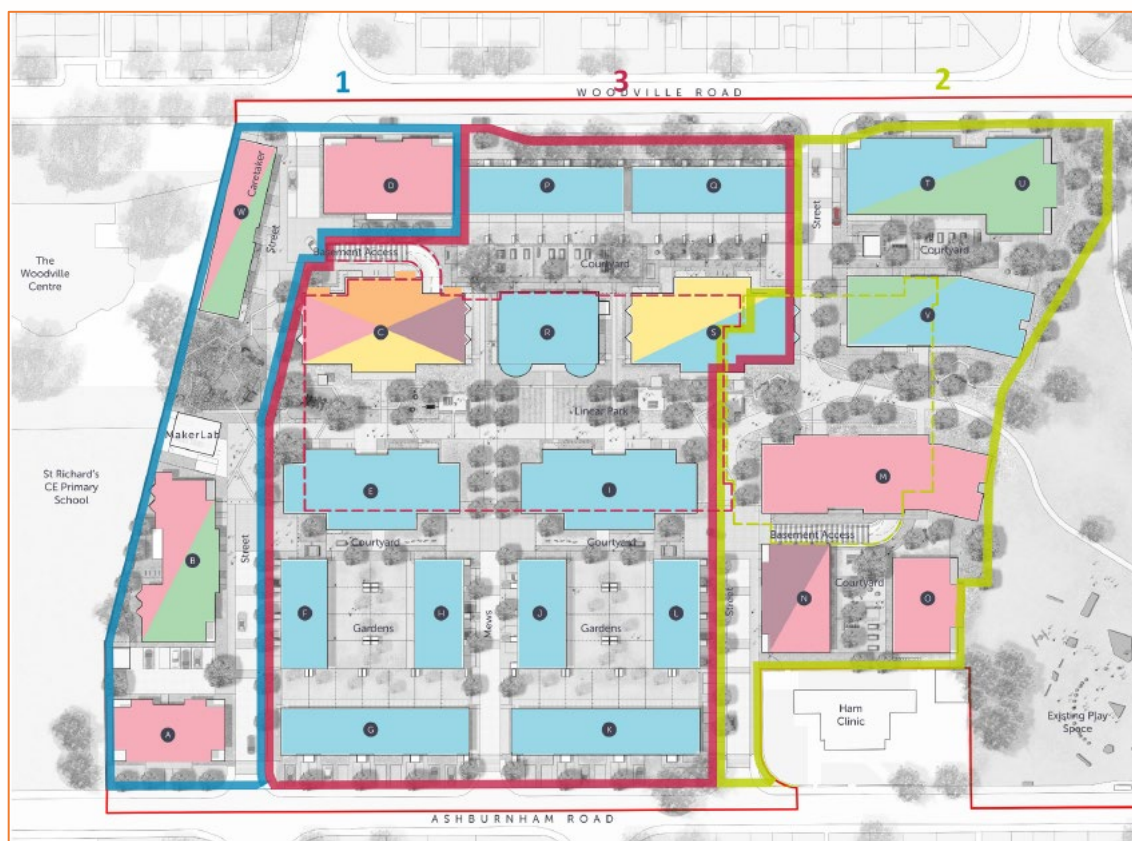 1
3
2
WOODVILLE ROAD
Caretaker
W
Street
D
P
Q
Street
T
U
The
Woodville
Centre
Basement Access
Courtyard
Courtyard
C
R
S
V
Linear Park
MakerLab
St Richard's
CE Primary
School
E
I
M
B
Street
Courtyard
Courtyard
Basement Access
F
H
Mews
J
L
Street
N
Courtyard
O
Gardens
Gardens
A
G
K
Ham
Clinic
Existing Play
Space
ASHBURNHAM ROAD